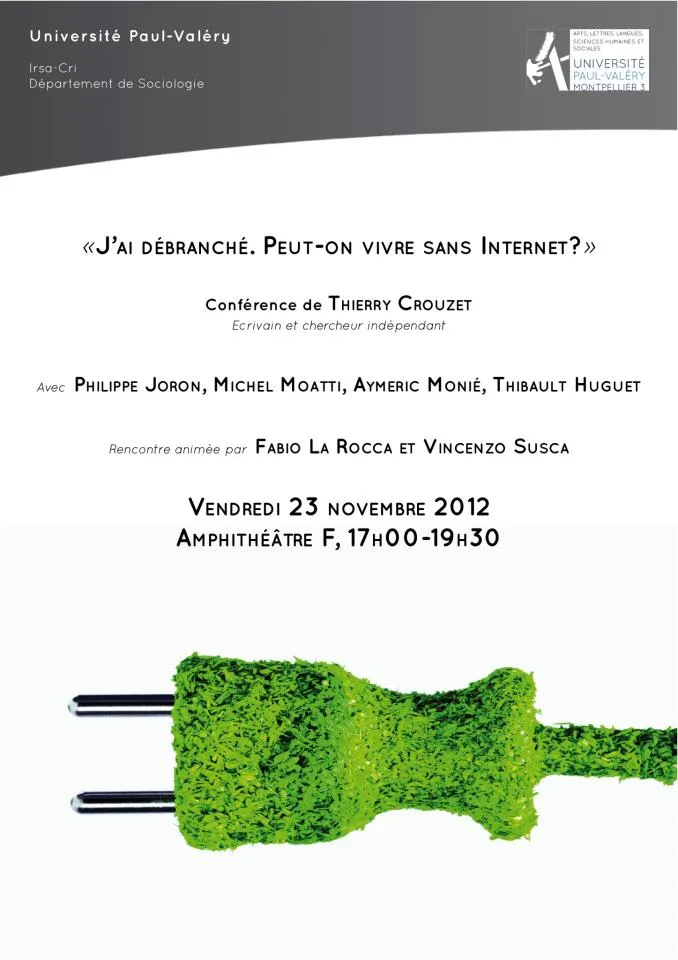 Université Paul-Valéry
Irsa-Cri
Département de Sociologie
ARTS, LETTRES, LANGUES,
SCIENCES HUMAINES ET
SOCIALES
UNIVERSITÉ
PAUL-VALÉRY
MONTPELLIER 3
«J'ai débranché. Peut-on vivre sans Internet?»
Conférence de Thierry Crouzet
Ecrivain et chercheur indépendant
Avec Philippe Joron, Michel Moatti, Aymeric Monié, Thibault Huguet
Rencontre animée par Fabio La Rocca et Vincenzo Susca
Vendredi 23 novembre 2012
Amphithéâtre F, 17h00-19h30